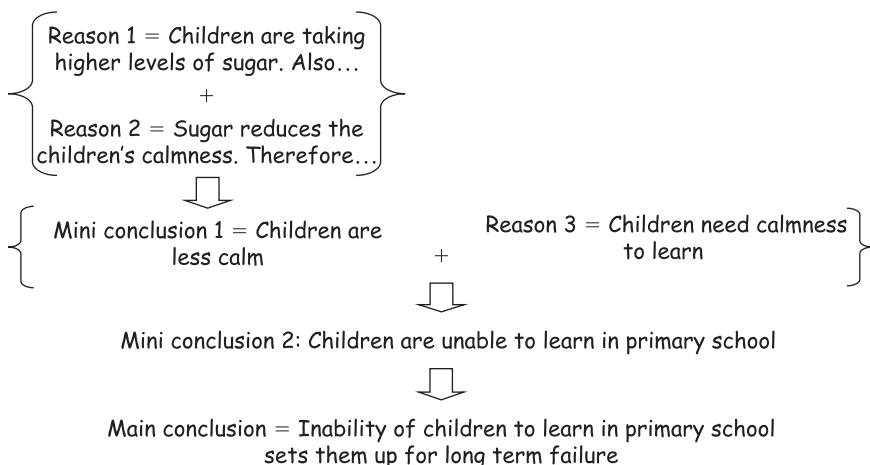 Reason 1 = Children are taking
higher levels of sugar. Also...
+
Reason 2 = Sugar reduces the
children's calmness. Therefore...
Mini conclusion 1 = Children are
less calm
+
Reason 3 = Children need calmness
to learn
Mini conclusion 2: Children are unable to learn in primary school
Main conclusion = Inability of children to learn in primary school
sets them up for long term failure